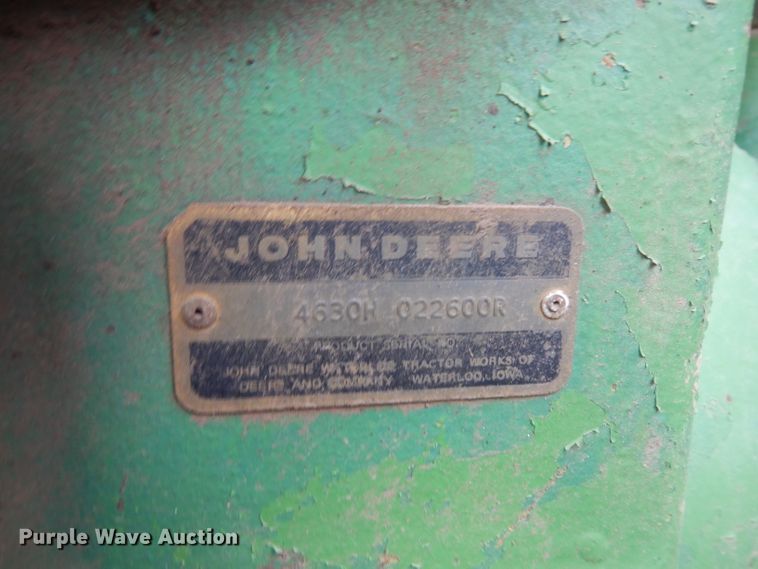 JOHN DEERE
4630H 022600R
PRODUCT SERIAL NO.
JOHN DEERE WATERLOO TRACTOR WORKS OF
DEERE AND COMPANY WATERLOO, IOWA
Purple Wave Auction